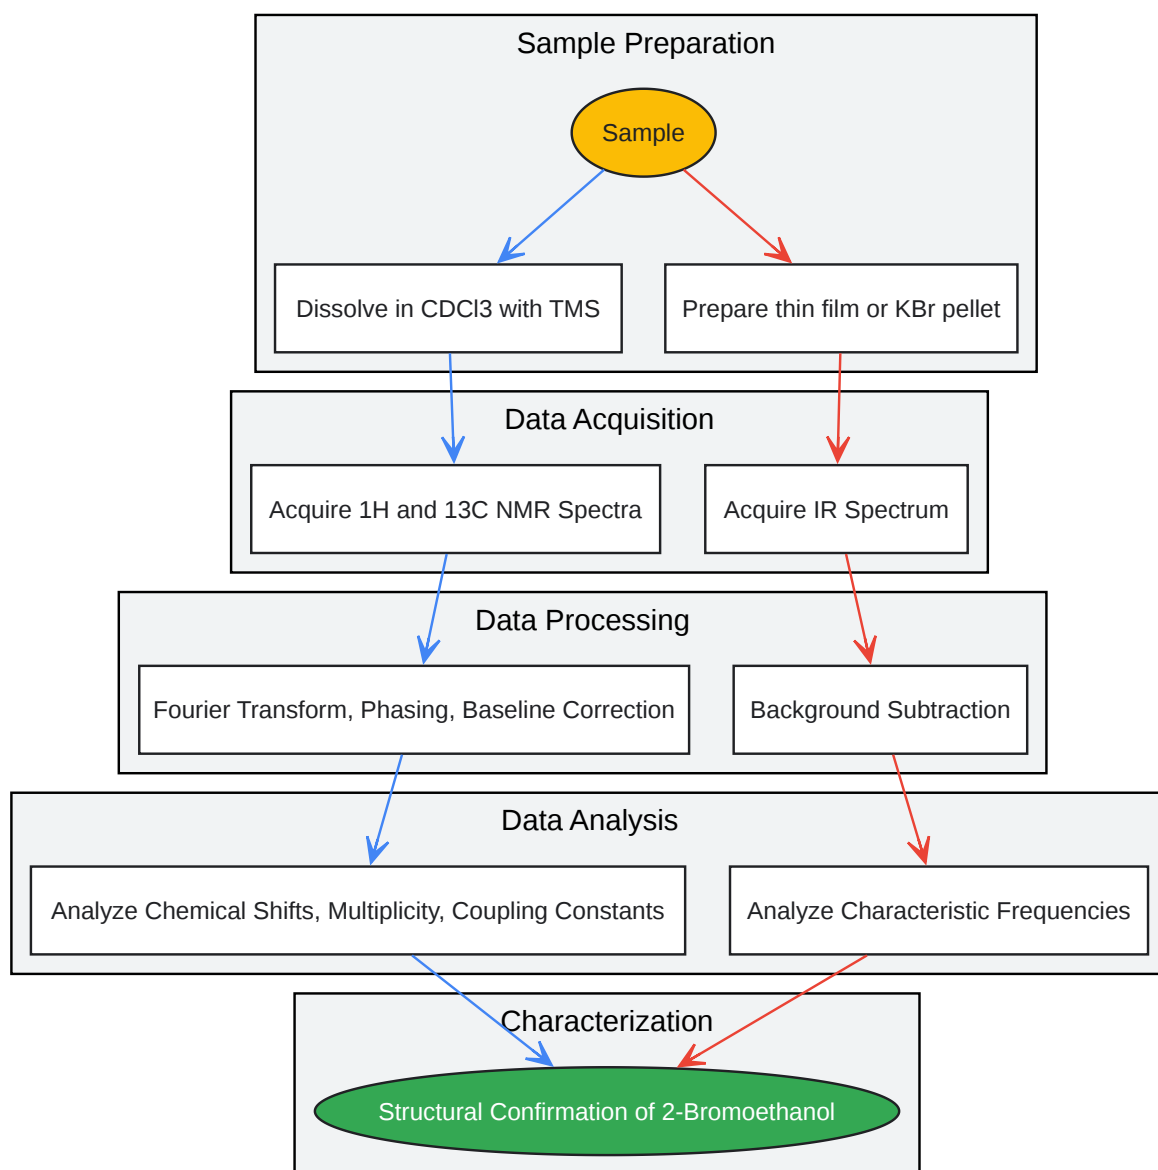 Sample Preparation
Sample
Dissolve in CDCl3 with TMS
Prepare thin film or KBr pellet
Data Acquisition
Acquire 1H and 13C NMR Spectra
Acquire IR Spectrum
Data Processing
Fourier Transform, Phasing, Baseline Correction
Background Subtraction
Data Analysis
Analyze Chemical Shifts, Multiplicity, Coupling Constants
Analyze Characteristic Frequencies
Characterization
Structural Confirmation of 2-Bromoethanol